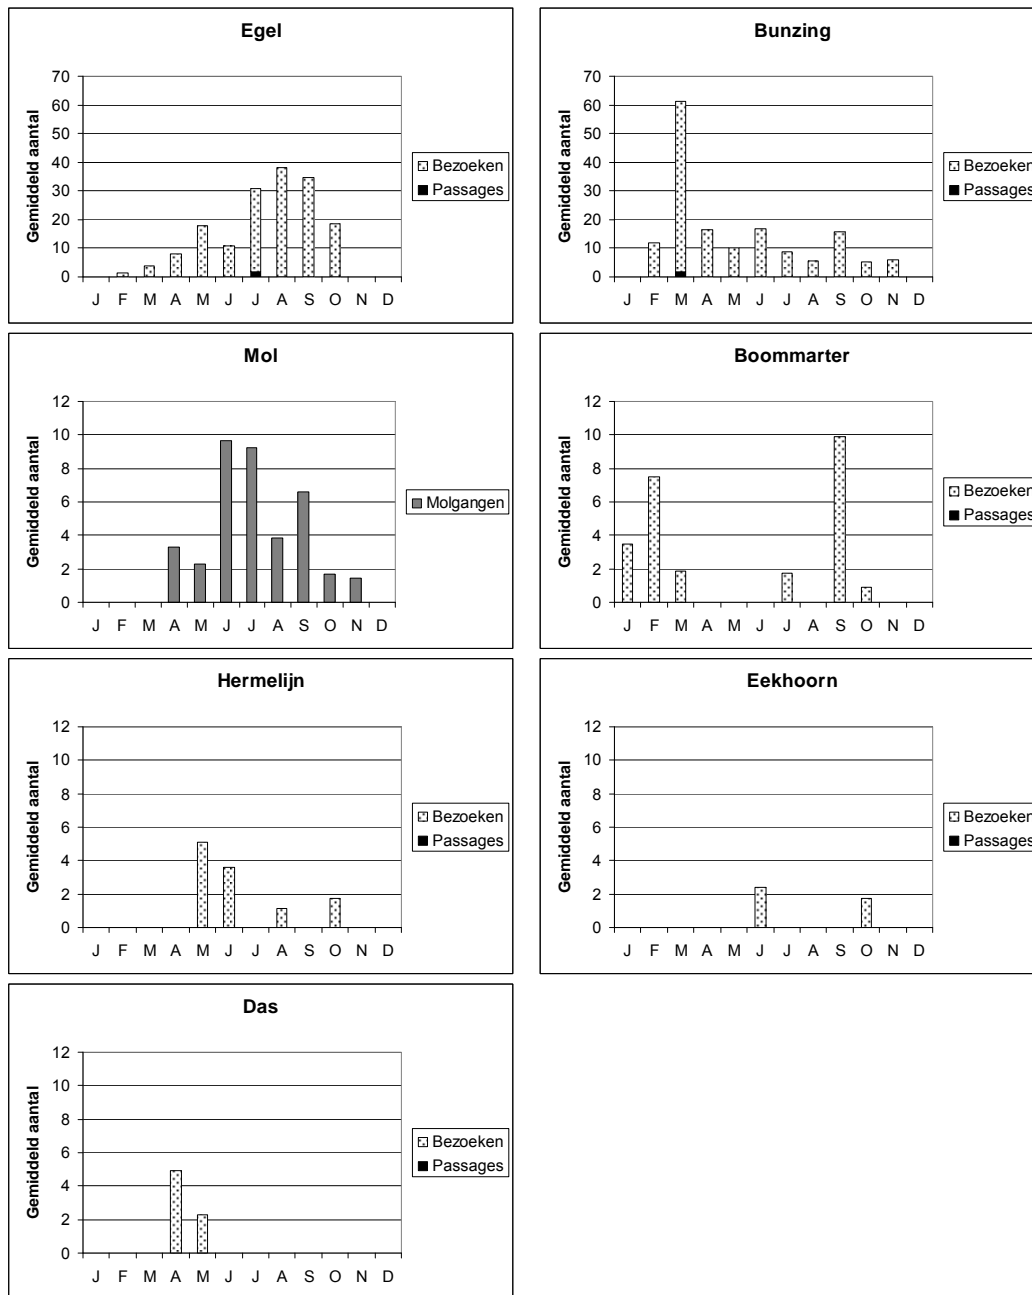 Egel
70
60
50
40
30
20
10
0
Gemiddeld aantal
J F M A M J J A S O N D
Bezoeken
Passages
Bunzing
70
60
50
40
30
20
10
0
Gemiddeld aantal
J F M A M J J A S O N D
Bezoeken
Passages
Mol
12
10
8
6
4
2
0
Gemiddeld aantal
J F M A M J J A S O N D
Molgangen
Boommarter
12
10
8
6
4
2
0
Gemiddeld aantal
J F M A M J J A S O N D
Bezoeken
Passages
Hermelijn
12
10
8
6
4
2
0
Gemiddeld aantal
J F M A M J J A S O N D
Bezoeken
Passages
Eekhoorn
12
10
8
6
4
2
0
Gemiddeld aantal
J F M A M J J A S O N D
Bezoeken
Passages
Das
12
10
8
6
4
2
0
Gemiddeld aantal
J F M A M J J A S O N D
Bezoeken
Passages